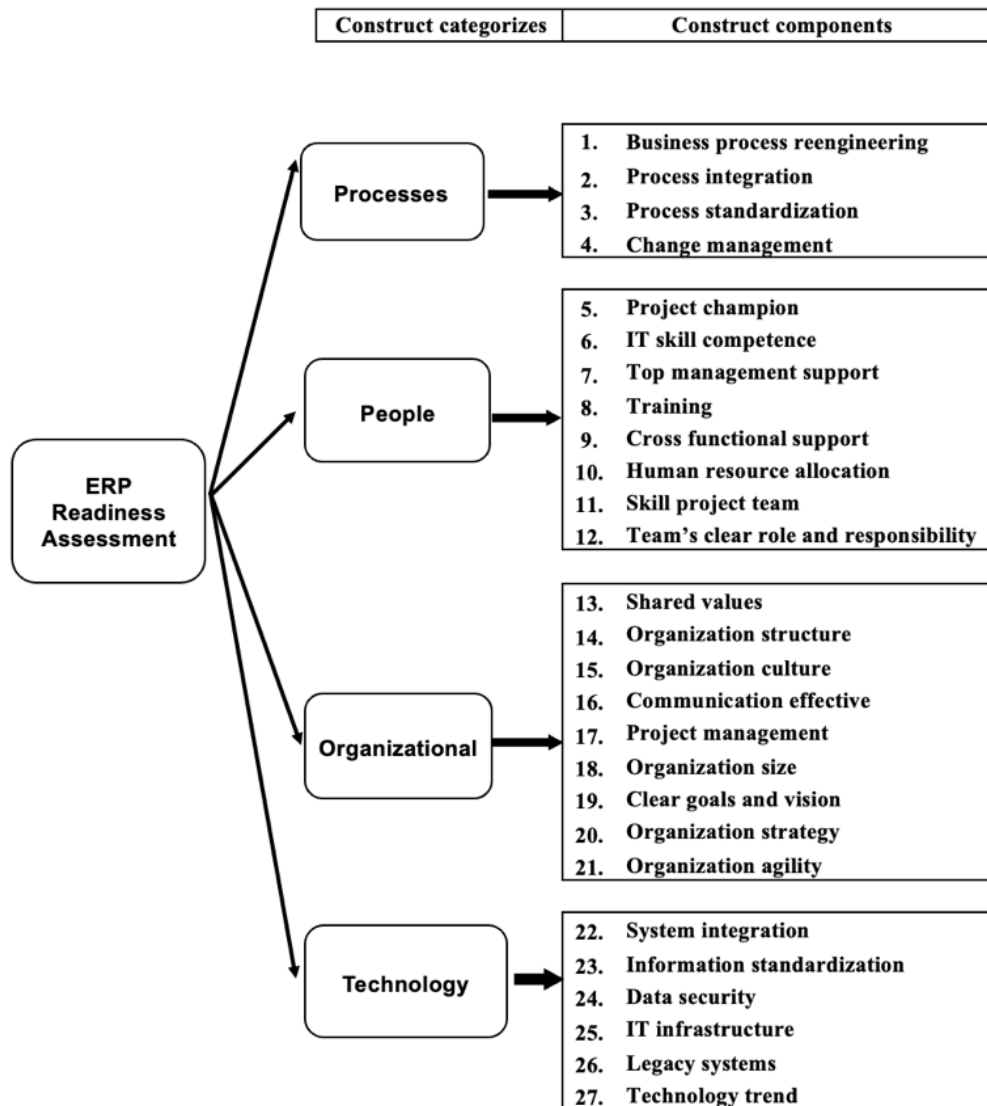 Construct categorizes Construct components
Processes
1. Business process reengineering
2. Process integration
3. Process standardization
4. Change management
People
5. Project champion
6. IT skill competence
7. Top management support
8. Training
9. Cross functional support
10. Human resource allocation
11. Skill project team
12. Team's clear role and responsibility
ERP
Readiness
Assessment
Organizational
13. Shared values
14. Organization structure
15. Organization culture
16. Communication effective
17. Project management
18. Organization size
19. Clear goals and vision
20. Organization strategy
21. Organization agility
Technology
22. System integration
23. Information standardization
24. Data security
25. IT infrastructure
26. Legacy systems
27. Technology trend